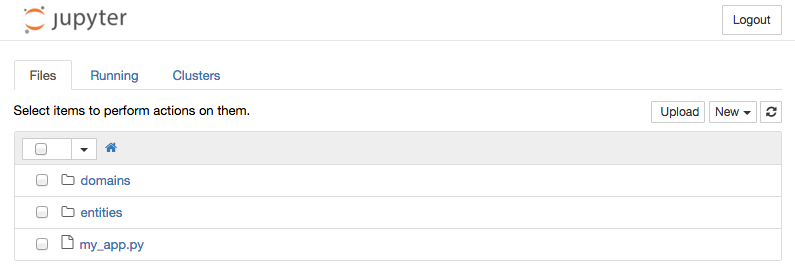 jupyter
Logout
Files Running Clusters
Select items to perform actions on them.
Upload New
domains
entities
my_app.py